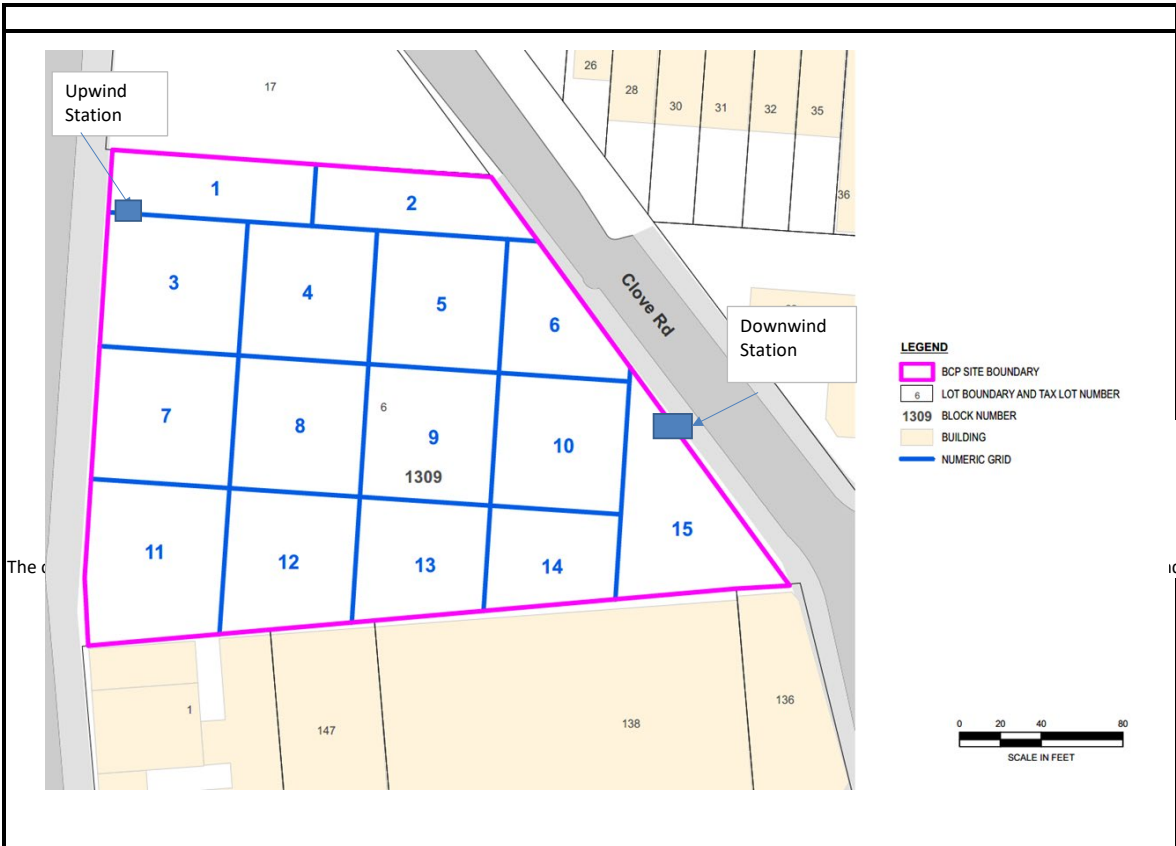 Upwind
Station
17
26
28
30
31
32
35
36
1
2
3
4
5
6
Clove Rd
Downwind
Station
7
8
6
9
10
1309
11
12
13
14
15
1
147
138
136
LEGEND
BCP SITE BOUNDARY
6 LOT BOUNDARY AND TAX LOT NUMBER
1309 BLOCK NUMBER
BUILDING
NUMERIC GRID
The
0 20 40 80
SCALE IN FEET